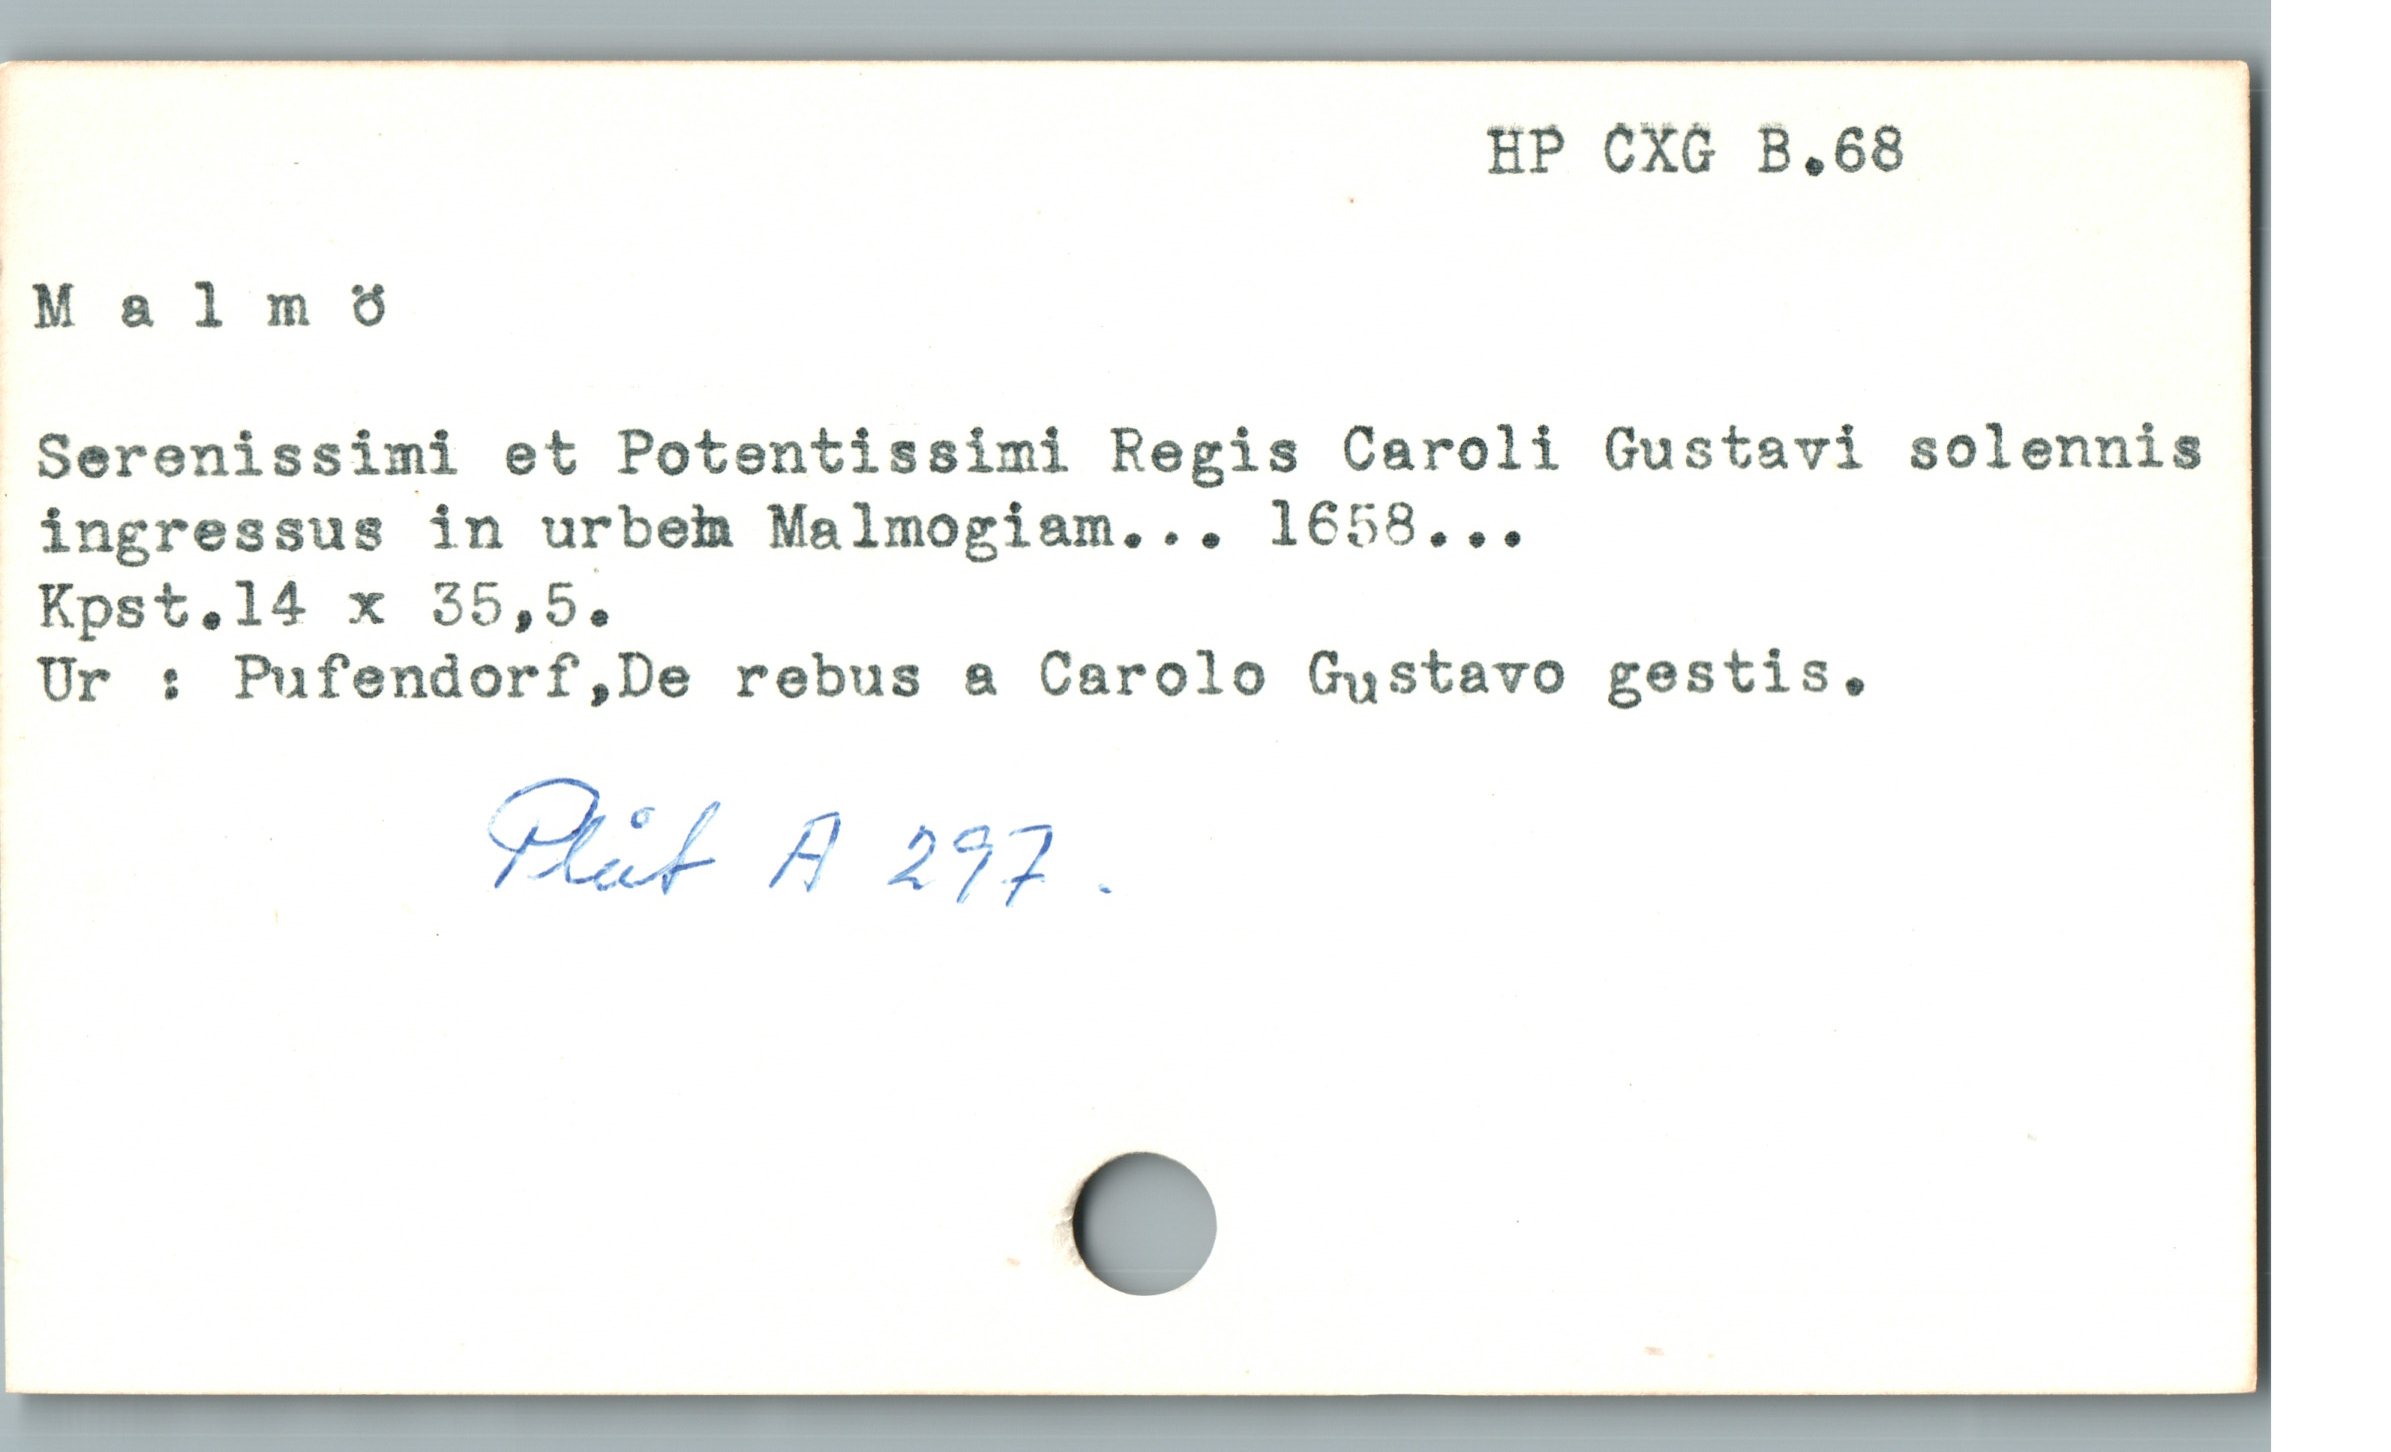 HP CXG B.68
M a l m ö
Serenissimi et Potentissimi Regis Caroli Gustavi solennis
ingressus in urbem Malmogiam... 1658...
Kpst.14 x 35,5.
Ur : Pufendorf,De rebus a Carolo Gustavo gestis.
Plåt A 297.